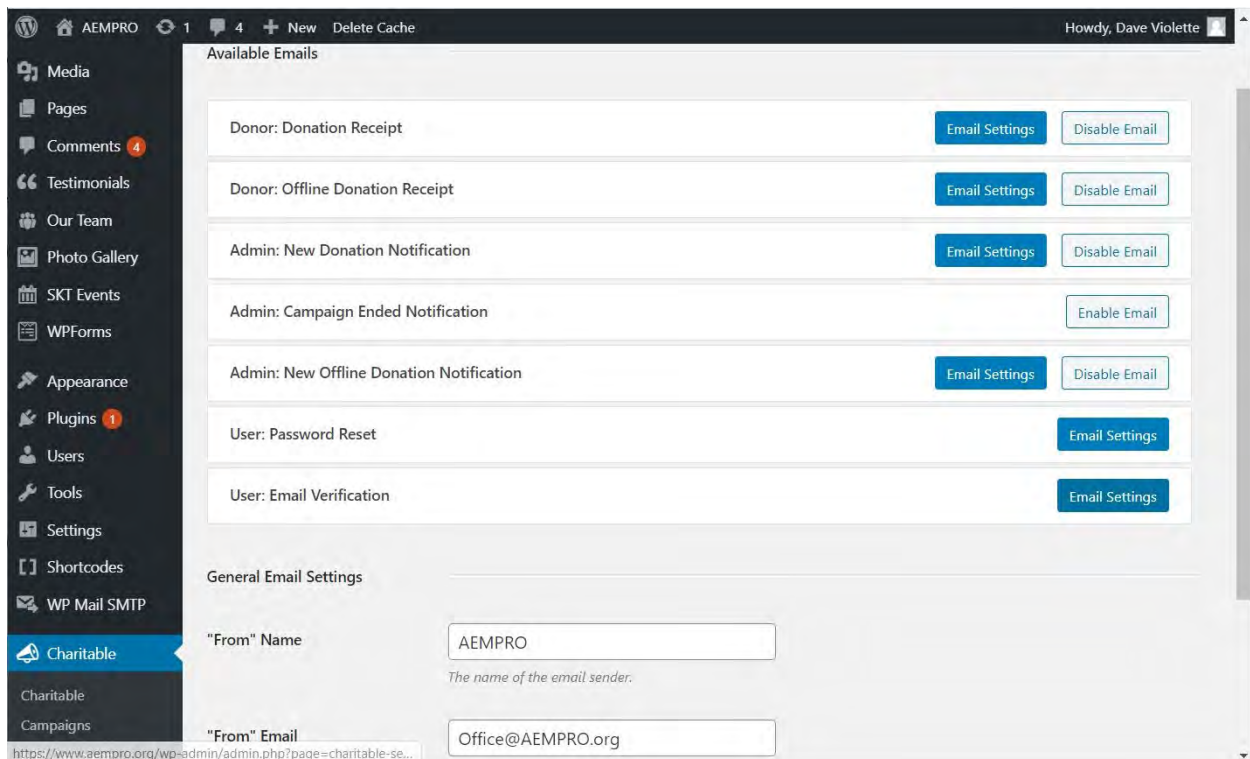 AEMPRO 1 4 + New Delete Cache Howdy, Dave Violette
Media
Pages
Comments 4
Testimonials
Our Team
Photo Gallery
SKT Events
WPForms
Appearance
Plugins 1
Users
Tools
Settings
Shortcodes
WP Mail SMTP
Charitable
Charitable
Campaigns
Available Emails
Donor: Donation Receipt Email Settings Disable Email
Donor: Offline Donation Receipt Email Settings Disable Email
Admin: New Donation Notification Email Settings Disable Email
Admin: Campaign Ended Notification Enable Email
Admin: New Offline Donation Notification Email Settings Disable Email
User: Password Reset Email Settings
User: Email Verification Email Settings
General Email Settings
"From" Name AEMPRO
The name of the email sender.
"From" Email Office@AEMPRO.org
https://www.aempro.org/wp-admin/admin.php?page=charitable-se...